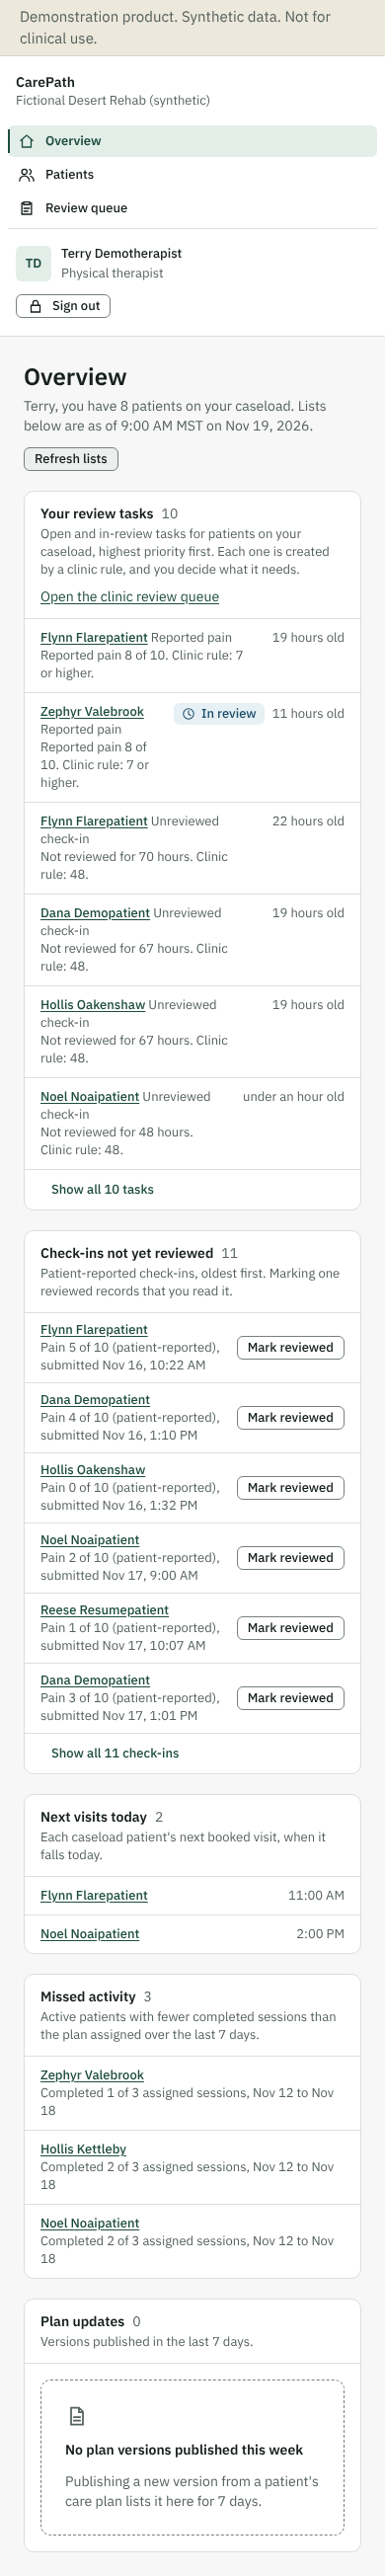 Demonstration product. Synthetic data. Not for
clinical use.
CarePath
Fictional Desert Rehab (synthetic)
Overview
Patients
Review queue
TD
Terry Demotherapist
Physical therapist
Sign out
Overview
Terry, you have 8 patients on your caseload. Lists
below are as of 9:00 AM MST on Nov 19, 2026.
Refresh lists
Your review tasks 10
Open and in-review tasks for patients on your
caseload, highest priority first. Each one is created
by a clinic rule, and you decide what it needs.
Open the clinic review queue
Flynn Flarepatient Reported pain 19 hours old
Reported pain 8 of 10. Clinic rule: 7
or higher.
Zephyr Valebrook In review 11 hours old
Reported pain
Reported pain 8 of
10. Clinic rule: 7 or
higher.
Flynn Flarepatient Unreviewed 22 hours old
check-in
Not reviewed for 70 hours. Clinic
rule: 48.
Dana Demopatient Unreviewed 19 hours old
check-in
Not reviewed for 67 hours. Clinic
rule: 48.
Hollis Oakenshaw Unreviewed 19 hours old
check-in
Not reviewed for 67 hours. Clinic
rule: 48.
Noel Noaipatient Unreviewed under an hour old
check-in
Not reviewed for 48 hours.
Clinic rule: 48.
Show all 10 tasks
Check-ins not yet reviewed 11
Patient-reported check-ins, oldest first. Marking one
reviewed records that you read it.
Flynn Flarepatient
Pain 5 of 10 (patient-reported),
submitted Nov 16, 10:22 AM
Mark reviewed
Dana Demopatient
Pain 4 of 10 (patient-reported),
submitted Nov 16, 1:10 PM
Mark reviewed
Hollis Oakenshaw
Pain 0 of 10 (patient-reported),
submitted Nov 16, 1:32 PM
Mark reviewed
Noel Noaipatient
Pain 2 of 10 (patient-reported),
submitted Nov 17, 9:00 AM
Mark reviewed
Reese Resumepatient
Pain 1 of 10 (patient-reported),
submitted Nov 17, 10:07 AM
Mark reviewed
Dana Demopatient
Pain 3 of 10 (patient-reported),
submitted Nov 17, 1:01 PM
Mark reviewed
Show all 11 check-ins
Next visits today 2
Each caseload patient's next booked visit, when it
falls today.
Flynn Flarepatient 11:00 AM
Noel Noaipatient 2:00 PM
Missed activity 3
Active patients with fewer completed sessions than
the plan assigned over the last 7 days.
Zephyr Valebrook
Completed 1 of 3 assigned sessions, Nov 12 to Nov
18
Hollis Kettleby
Completed 2 of 3 assigned sessions, Nov 12 to Nov
18
Noel Noaipatient
Completed 2 of 3 assigned sessions, Nov 12 to Nov
18
Plan updates 0
Versions published in the last 7 days.
No plan versions published this week
Publishing a new version from a patient's
care plan lists it here for 7 days.